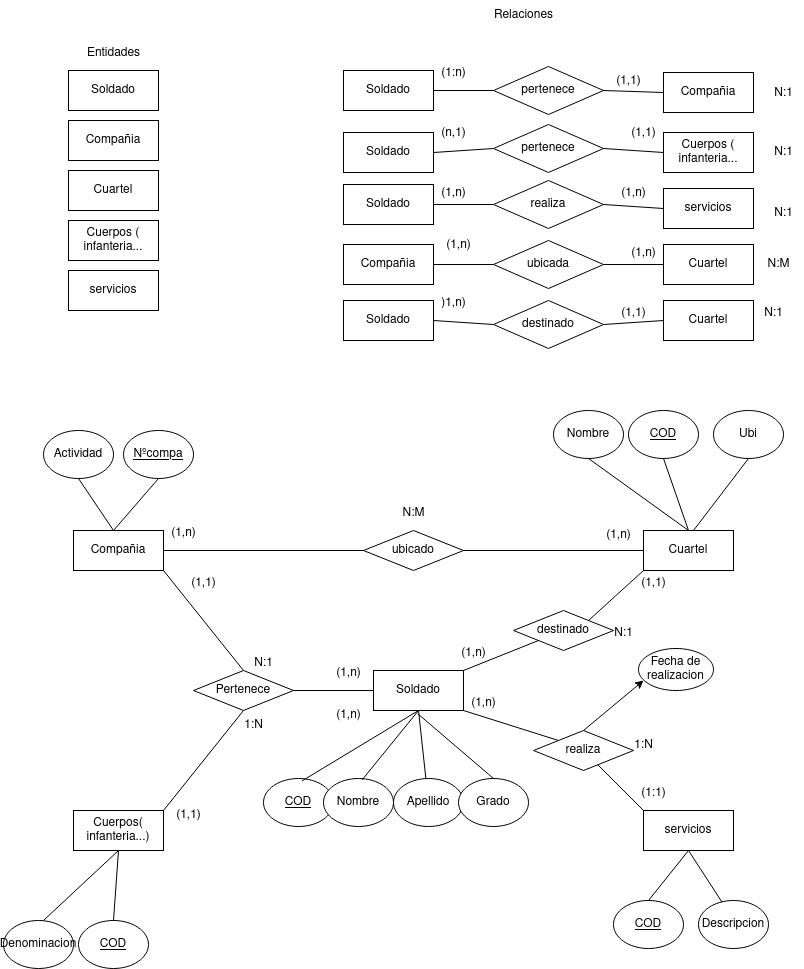 Relaciones
Entidades
Soldado
Compañia
Cuartel
Cuerpos (
infanteria...
servicios
Soldado
(1:n)
pertenece
(1,1)
Compañia
N:1
Soldado
(n,1)
pertenece
(1,1)
Cuerpos (
infanteria...
N:1
Soldado
(1,n)
realiza
(1,n)
servicios
N:1
Compañia
(1,n)
ubicada
(1,n)
Cuartel
N:M
Soldado
)1,n)
destinado
(1,1)
Cuartel
N:1
Actividad
Nºcompa
Nombre
COD
Ubi
Compañia
(1,n)
N:M
ubicado
(1,n)
Cuartel
(1,1)
(1,1)
destinado
N:1
N:1
Pertenece
1:N
(1,n)
(1,n)
Soldado
(1,n)
(1,n)
Fecha de
realizacion
realiza
1:N
COD
Nombre
Apellido
Grado
(1:1)
(1,1)
Cuerpos(
infanteria...)
servicios
Denominacion
COD
COD
Descripcion